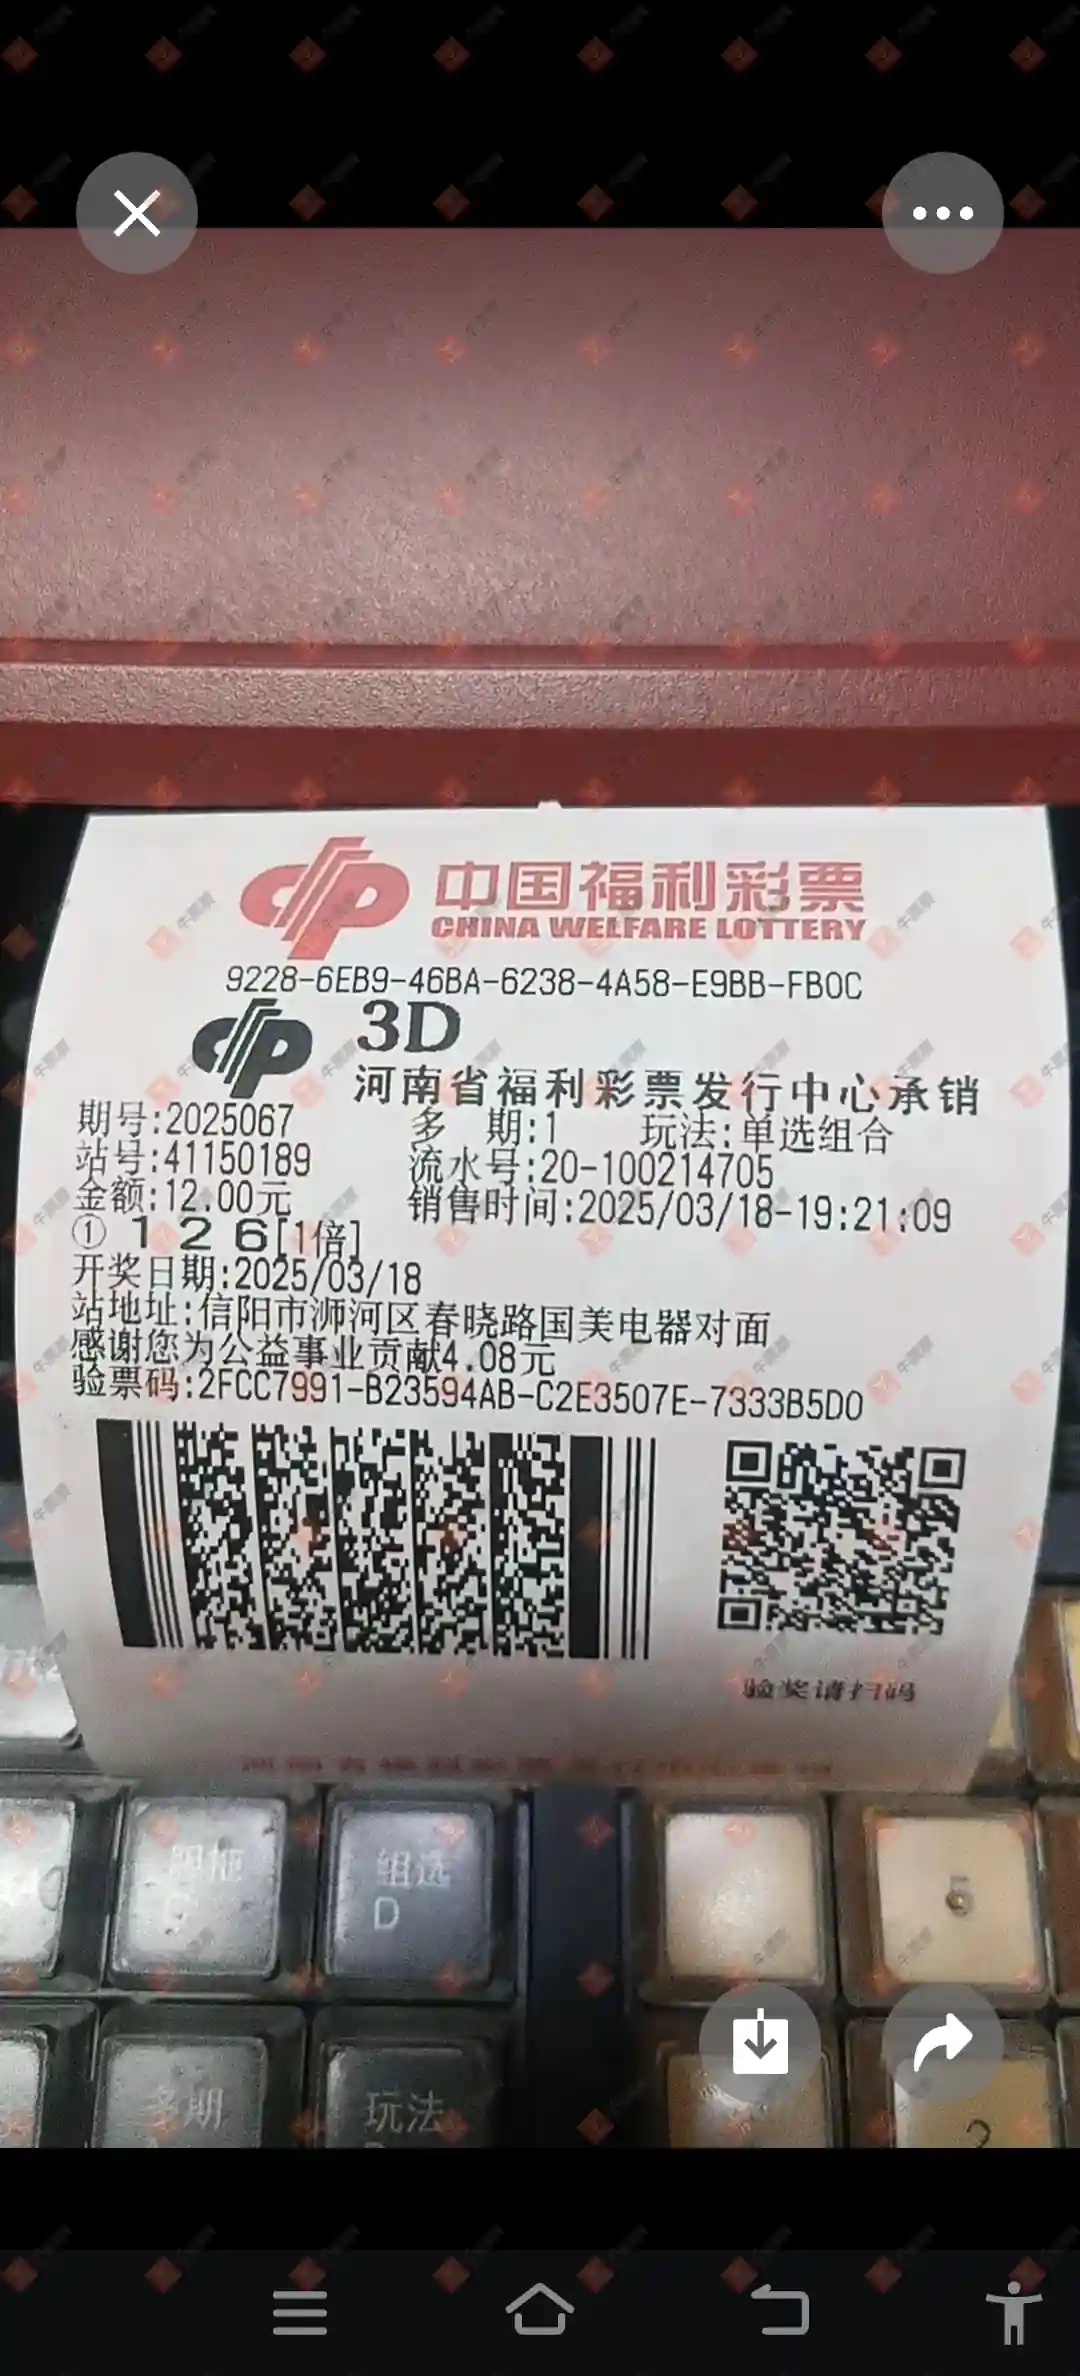 中国福利彩票
CHINA WELFARE LOTTERY
9228-6EB9-46BA-6238-4A58-E9BB-FB0C
3D
河南省福利彩票发行中心承销
期号:2025067 多 期:1 玩法:单选组合
站号:41150189 流水号:20-100214705
金额:12.00元 销售时间:2025/03/18-19:21:09
① 1 2 6[1倍]
开奖日期:2025/03/18
站地址:信阳市浉河区春晓路国美电器对面
感谢您为公益事业贡献4.08元
验票码:2FCC7991-B23594AB-C2E3507E-7333B5D0
验奖请扫码
胆拖 组选
C D 5
多期 玩法
2